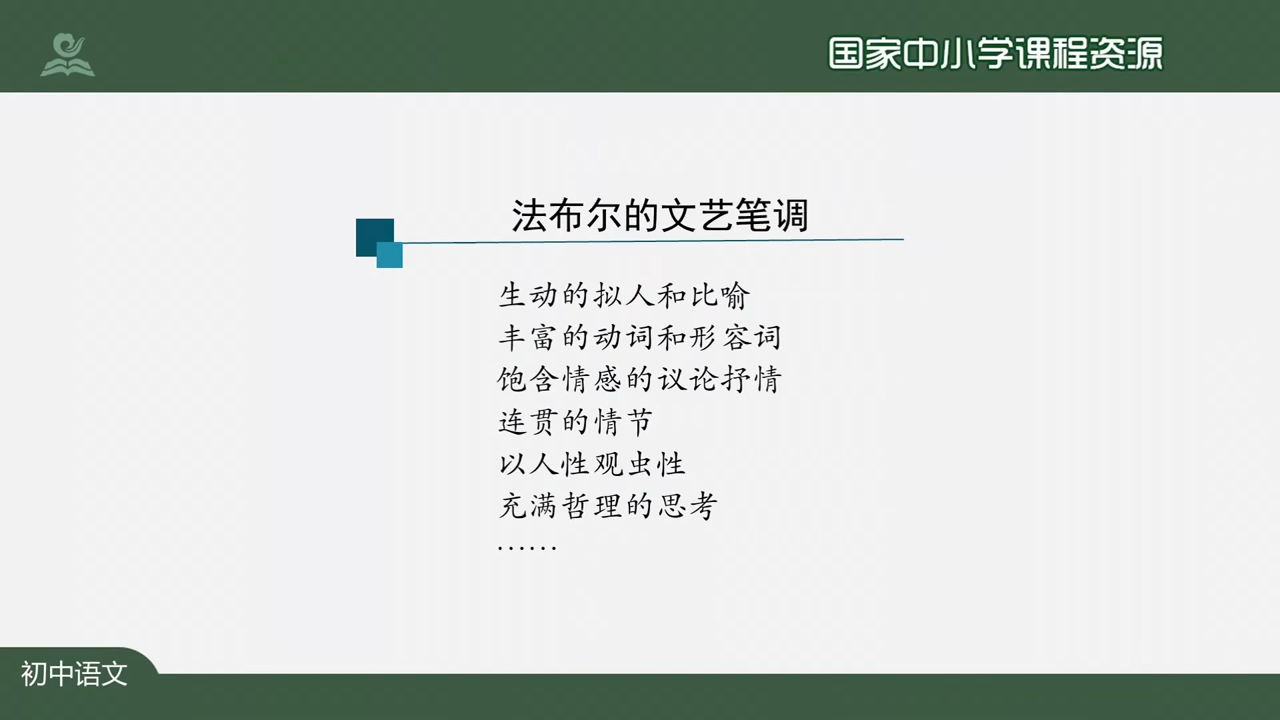 国家中小学课程资源
法布尔的文艺笔调
生动的拟人和比喻
丰富的动词和形容词
饱含情感的议论抒情
连贯的情节
以人性观虫性
充满哲理的思考
……
初中语文